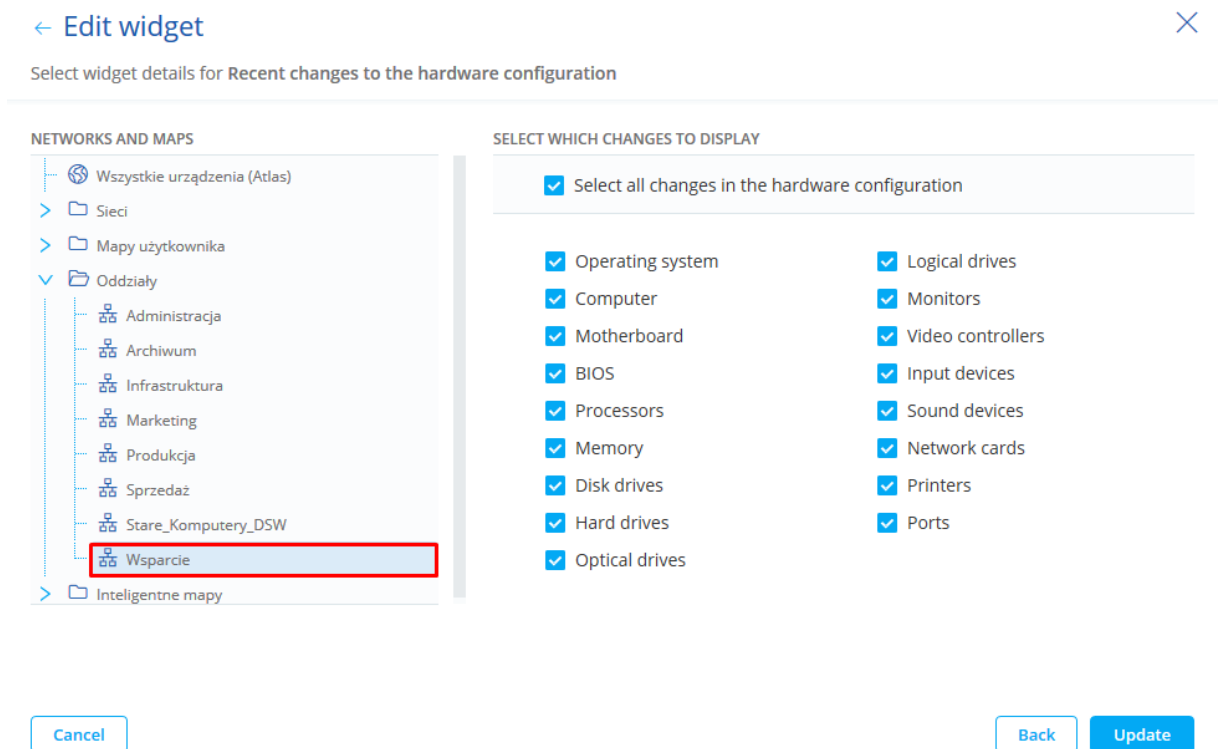 Edit widget
Select widget details for Recent changes to the hardware configuration
NETWORKS AND MAPS
Wszystkie urządzenia (Atlas)
Sieci
Mapy użytkownika
Oddziały
Administracja
Archiwum
Infrastruktura
Marketing
Produkcja
Sprzedaż
Stare_Komputery_DSW
Wsparcie
Inteligentne mapy
SELECT WHICH CHANGES TO DISPLAY
Select all changes in the hardware configuration
Operating system
Computer
Motherboard
BIOS
Processors
Memory
Disk drives
Hard drives
Optical drives
Logical drives
Monitors
Video controllers
Input devices
Sound devices
Network cards
Printers
Ports
Cancel
Back
Update